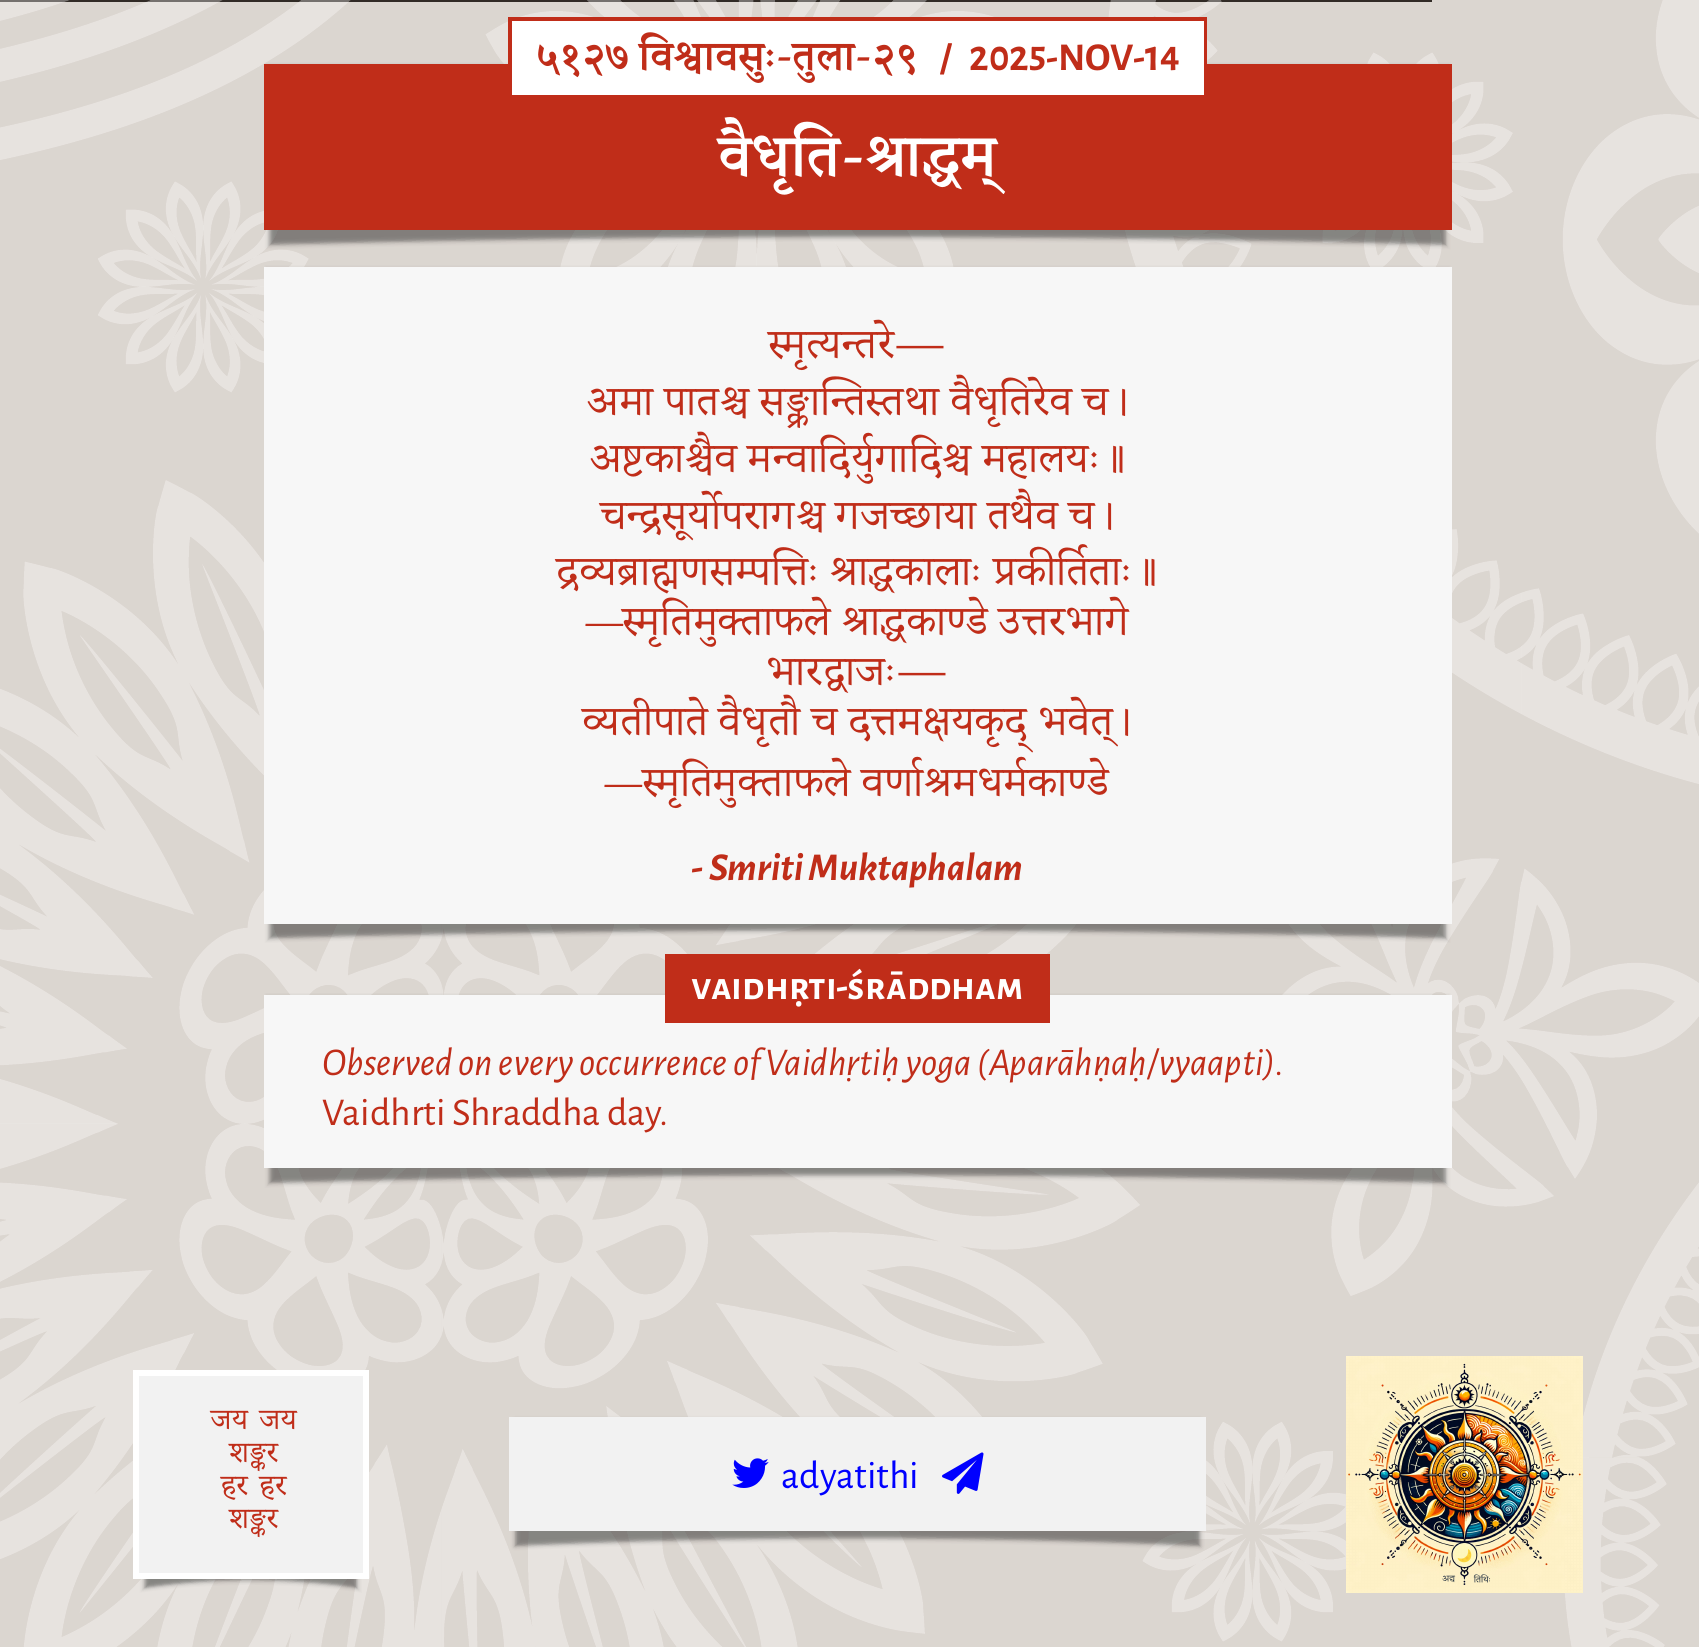 ५१२७ विश्वावसुः-तुला-२९ / 2025-NOV-14
वैधृति-श्राद्धम्
स्मृत्यन्तरे—
अमा पातश्च सङ्क्रान्तिस्तथा वैधृतिरेव च।
अष्टकाश्चैव मन्वादिर्युगादिश्च महालयः॥
चन्द्रसूर्योपरागश्च गजच्छाया तथैव च।
द्रव्यब्राह्मणसम्पत्तिः श्राद्धकालाः प्रकीर्तिताः॥
—स्मृतिमुक्ताफले श्राद्धकाण्डे उत्तरभागे
भारद्वाजः—
व्यतीपाते वैधृतौ च दत्तमक्षयकृद् भवेत्।
—स्मृतिमुक्ताफले वर्णाश्रमधर्मकाण्डे
- Smriti Muktaphalam
VAIDHṚTI-ŚRĀDDHAM
Observed on every occurrence of Vaidhṛtiḥ yoga (Aparāhṇaḥ/vyaapti).
Vaidhrti Shraddha day.
जय जय
शङ्कर
हर हर
शङ्कर
adyatithi
अद्य तिथिः